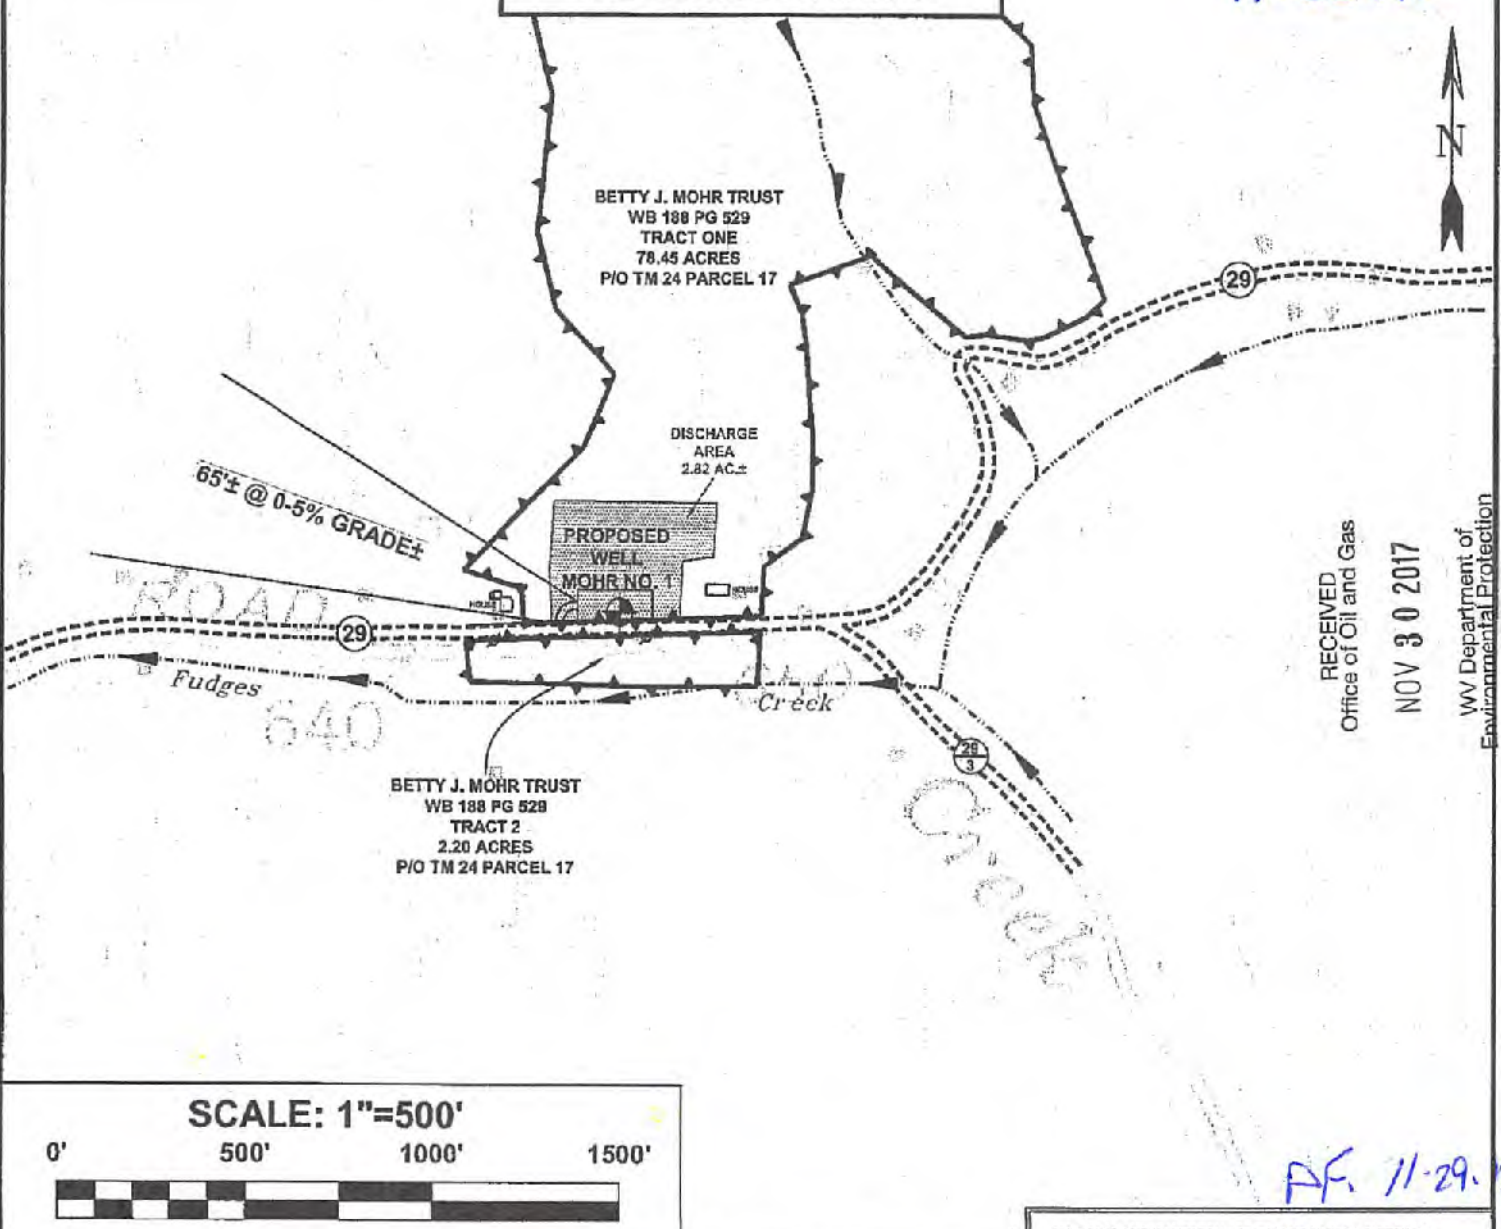 N
BETTY J. MOHR TRUST
WB 188 PG 529
TRACT ONE
78.45 ACRES
P/O TM 24 PARCEL 17
29
DISCHARGE
AREA
2.82 AC.±
65'± @ 0-5% GRADE±
PROPOSED
WELL
MOHR NO. 1
HOUSE
HOUSE
ROAD
29
Fudges
Creek
640
29
3
BETTY J. MOHR TRUST
WB 188 PG 529
TRACT 2
2.20 ACRES
P/O TM 24 PARCEL 17
Creek
RECEIVED
Office of Oil and Gas
NOV 30 2017
WV Department of
Environmental Protection
SCALE: 1"=500'
0' 500' 1000' 1500'
11-29.